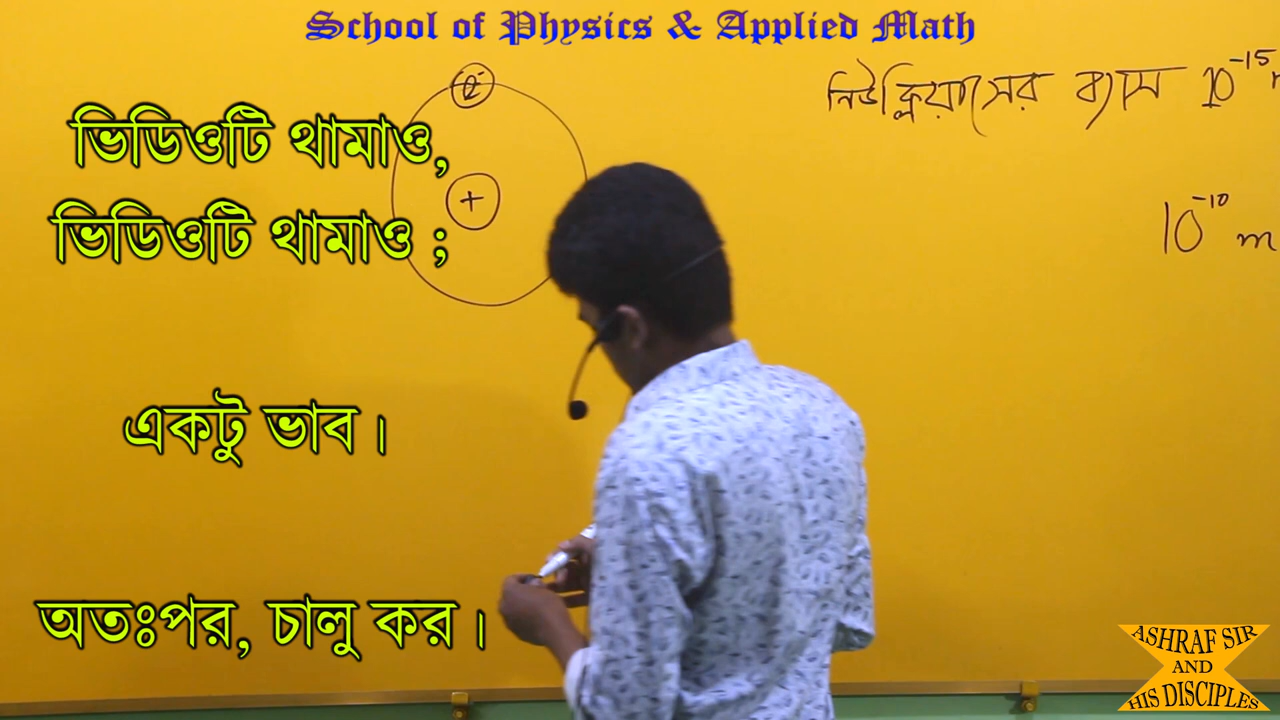 School of Physics & Applied Math
e⁻
+
নিউক্লিয়াসের ব্যাস 10⁻¹⁵ m
10⁻¹⁰ m
ভিডিওটি থামাও,
ভিডিওটি থামাও ;
একটু ভাব।
অতঃপর, চালু কর।
ASHRAF SIR
AND
HIS DISCIPLES